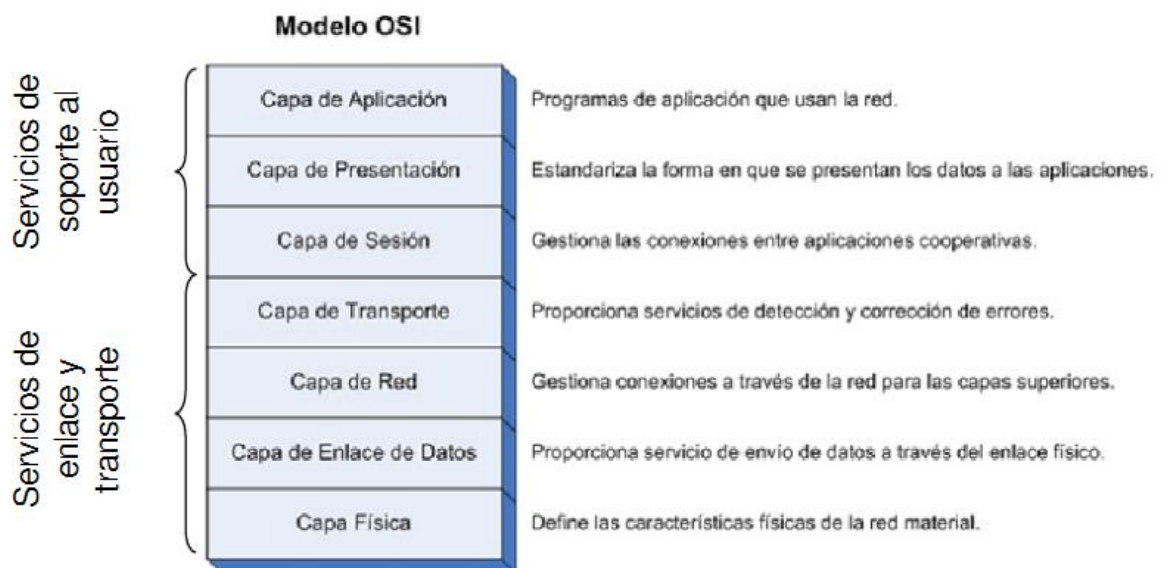 Modelo OSI
Servicios de
soporte al
usuario
Capa de Aplicación
Programas de aplicación que usan la red.
Capa de Presentación
Estandariza la forma en que se presentan los datos a las aplicaciones.
Capa de Sesión
Gestiona las conexiones entre aplicaciones cooperativas.
Servicios de
enlace y
transporte
Capa de Transporte
Proporciona servicios de detección y corrección de errores.
Capa de Red
Gestiona conexiones a través de la red para las capas superiores.
Capa de Enlace de Datos
Proporciona servicio de envío de datos a través del enlace físico.
Capa Física
Define las características físicas de la red material.